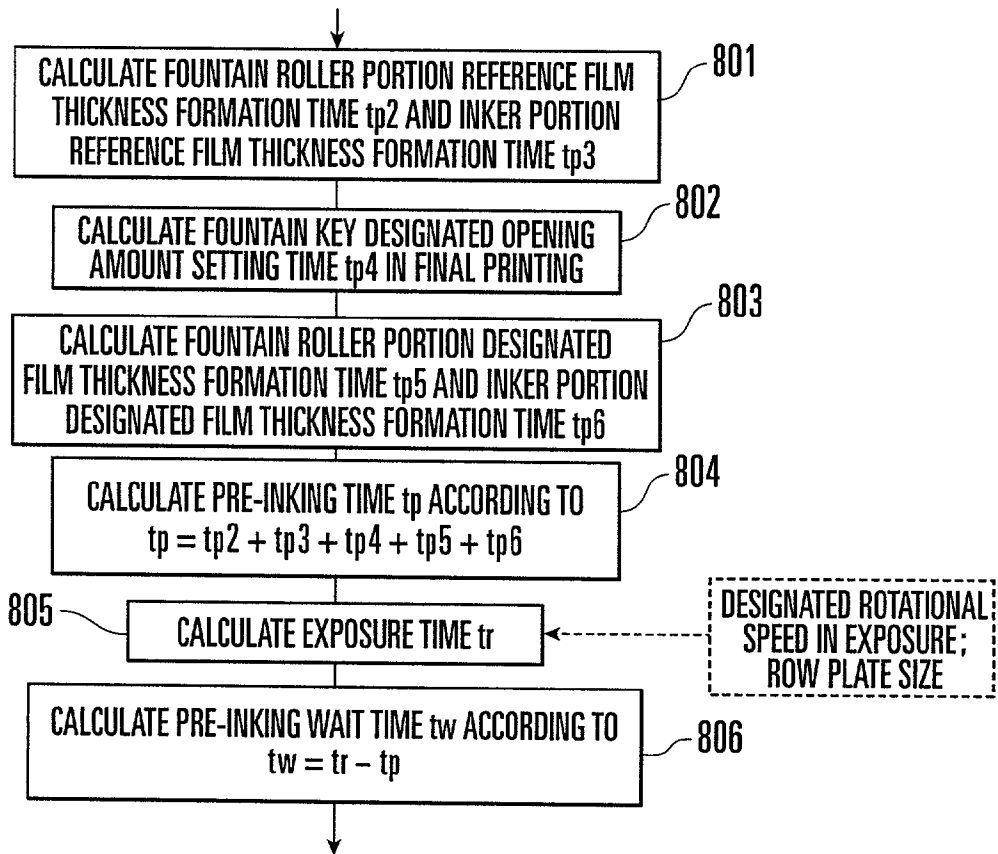 CALCULATE FOUNTAIN ROLLER PORTION REFERENCE FILM
THICKNESS FORMATION TIME tp2 AND INKER PORTION
REFERENCE FILM THICKNESS FORMATION TIME tp3
801
CALCULATE FOUNTAIN KEY DESIGNATED OPENING
AMOUNT SETTING TIME tp4 IN FINAL PRINTING
802
CALCULATE FOUNTAIN ROLLER PORTION DESIGNATED
FILM THICKNESS FORMATION TIME tp5 AND INKER PORTION
DESIGNATED FILM THICKNESS FORMATION TIME tp6
803
CALCULATE PRE-INKING TIME tp ACCORDING TO
tp = tp2 + tp3 + tp4 + tp5 + tp6
804
805
CALCULATE EXPOSURE TIME tr
DESIGNATED ROTATIONAL
SPEED IN EXPOSURE;
ROW PLATE SIZE
CALCULATE PRE-INKING WAIT TIME tw ACCORDING TO
tw = tr – tp
806